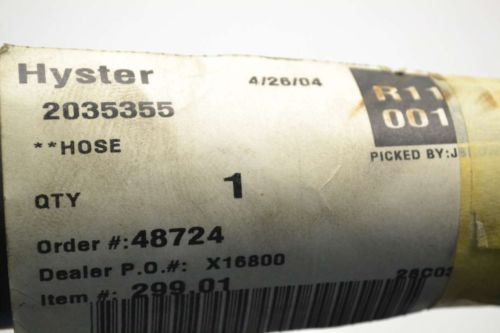 Hyster 4/26/04 R11
2035355 001
**HOSE PICKED BY:
QTY 1
Order #:48724
Dealer P.O.#: X16800
Item #: 299.01 28C03